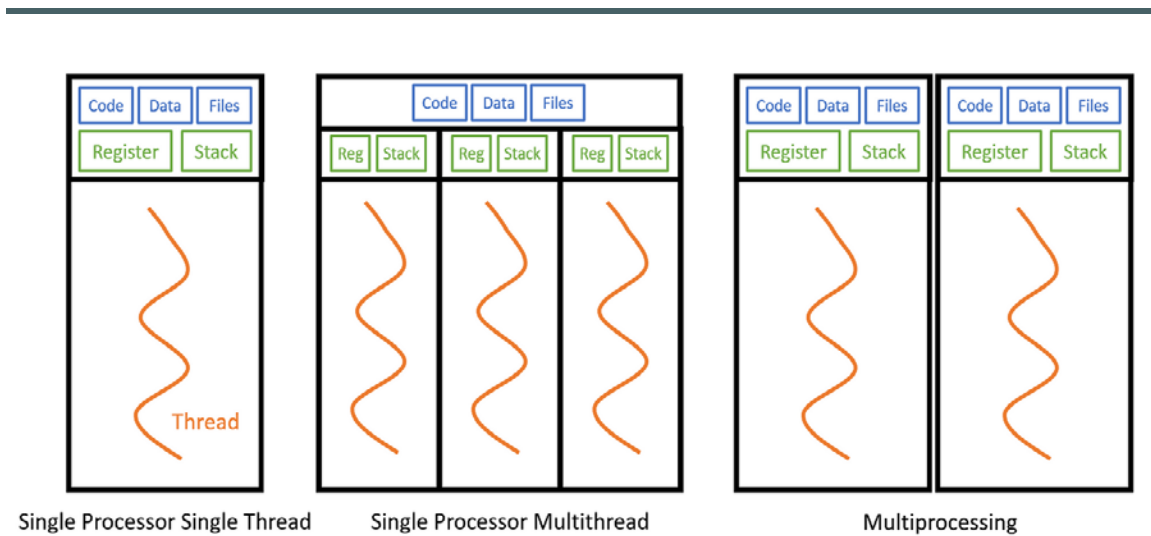 Code Data Files
Register Stack
Thread
Single Processor Single Thread
Code Data Files
Reg Stack Reg Stack Reg Stack
Single Processor Multithread
Code Data Files Code Data Files
Register Stack Register Stack
Multiprocessing